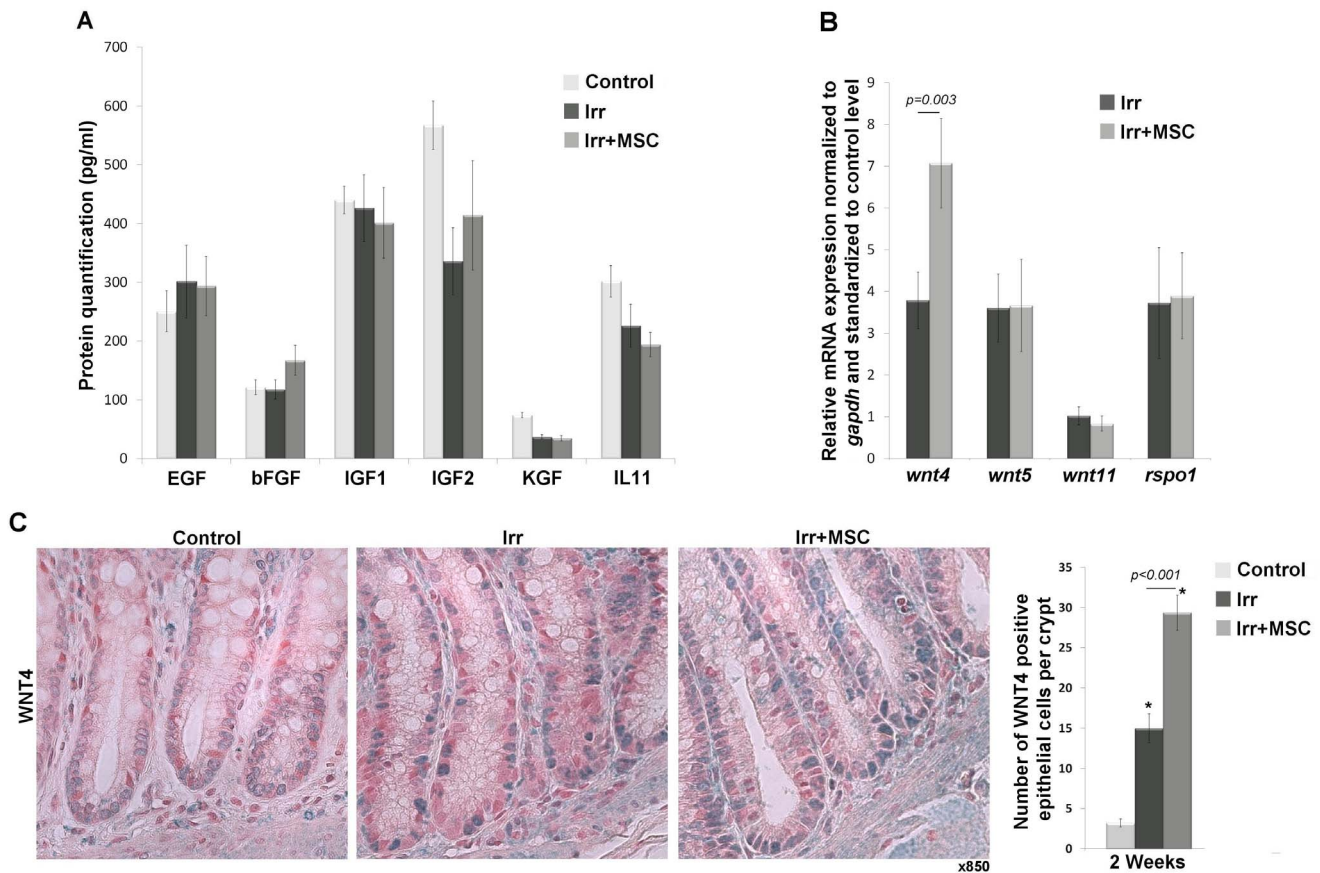 A
700
600
500
400
300
200
100
0
Protein quantification (pg/ml)
Control
Irr
Irr+MSC
EGF bFGF IGF1 IGF2 KGF IL11
B
9
8
7
6
5
4
3
2
1
0
Relative mRNA expression normalized to
gapdh and standardized to control level
p=0.003
Irr
Irr+MSC
wnt4 wnt5 wnt11 rspo1
C
Control Irr Irr+MSC
WNT4
x850
35
30
25
20
15
10
5
0
Number of WNT4 positive
epithelial cells per crypt
p<0.001
*
*
Control
Irr
Irr+MSC
2 Weeks